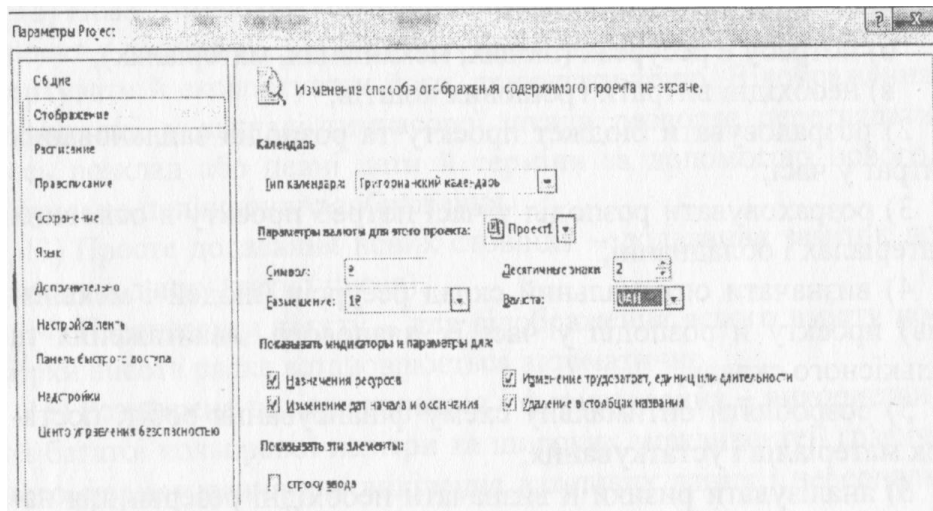 Параметры Project
Общие
Отображение
Расписание
Правописание
Сохранение
Язык
Дополнительно
Настройка ленты
Панель быстрого доступа
Надстройки
Центр управления безопасностью
Изменение способа отображения содержимого проекта на экране.
Календарь
Тип календаря: Григорианский календарь
Параметры валюты для этого проекта: Проект1
Символ: ₴ Десятичные знаки 2
Размещение: 1₴ Валюта: UAH
Показывать индикаторы и параметры для:
Назначения ресурсов Изменение трудозатрат, единиц или длительности
Изменение дат начала и окончания Удаление в столбцах названий
Показывать эти элементы:
строку ввода